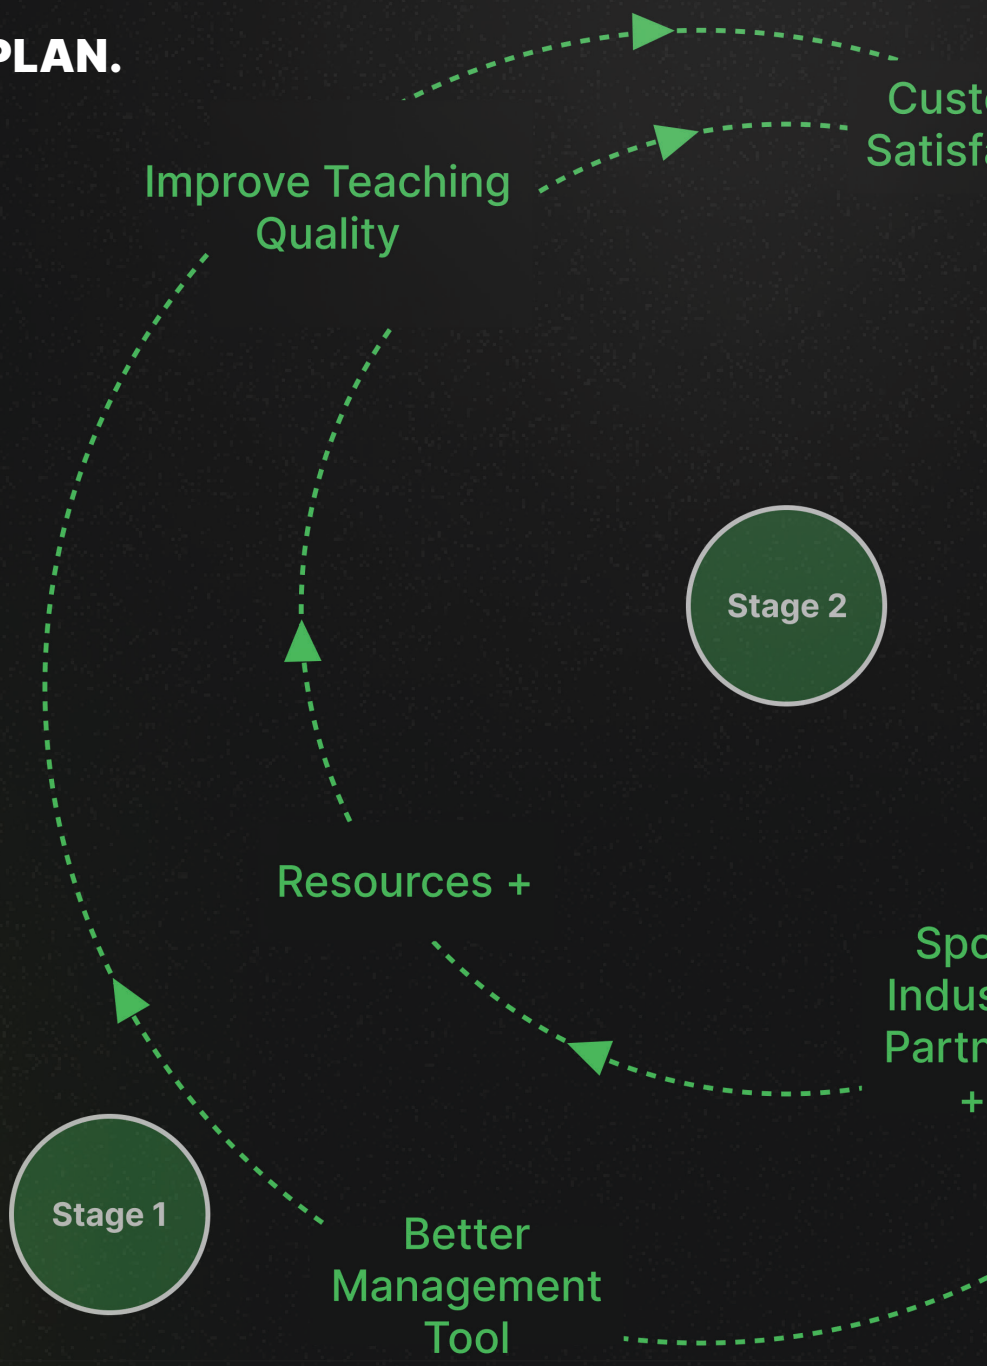 PLAN.
Improve Teaching
Quality
Stage 2
Resources +
+
Stage 1
Better
Management
Tool